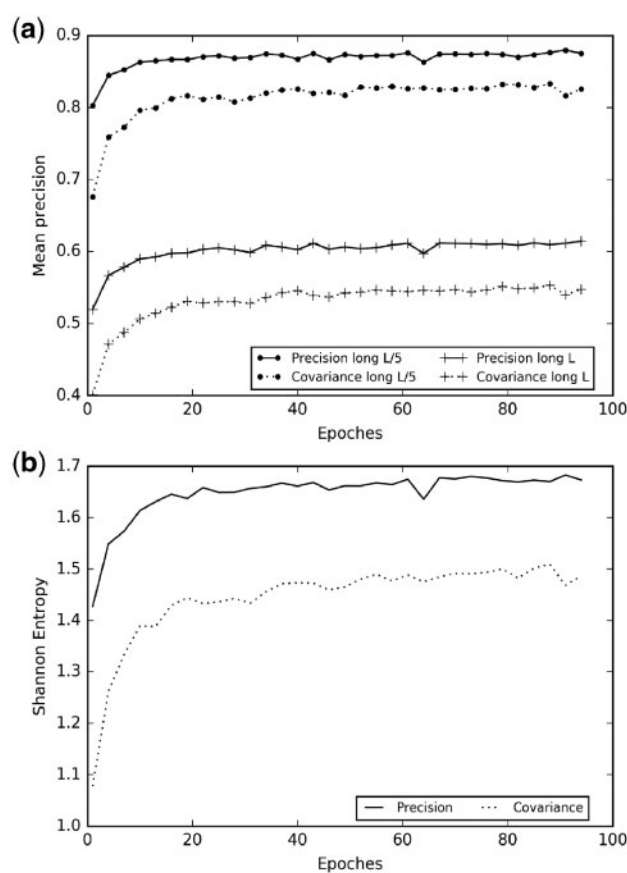 (a)
0.9
0.8
0.7
0.6
0.5
0.4
Mean precision
Precision long L/5
Precision long L
Covariance long L/5
Covariance long L
0 20 40 60 80 100
Epoches
(b)
1.7
1.6
1.5
1.4
1.3
1.2
1.1
1.0
Shannon Entropy
Precision Covariance
0 20 40 60 80 100
Epoches